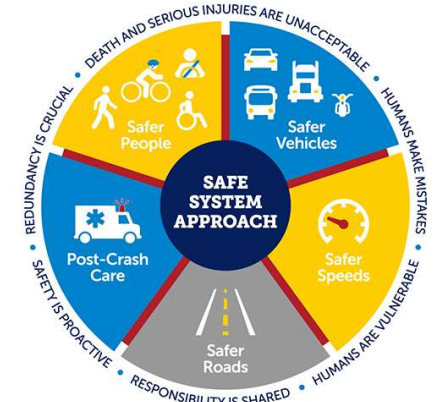 DEATH AND SERIOUS INJURIES ARE UNACCEPTABLE
HUMANS MAKE MISTAKES
HUMANS ARE VULNERABLE
RESPONSIBILITY IS SHARED
SAFETY IS PROACTIVE
REDUNDANCY IS CRUCIAL
Safer
People
Safer
Vehicles
SAFE
SYSTEM
APPROACH
Post-Crash
Care
Safer
Speeds
Safer
Roads